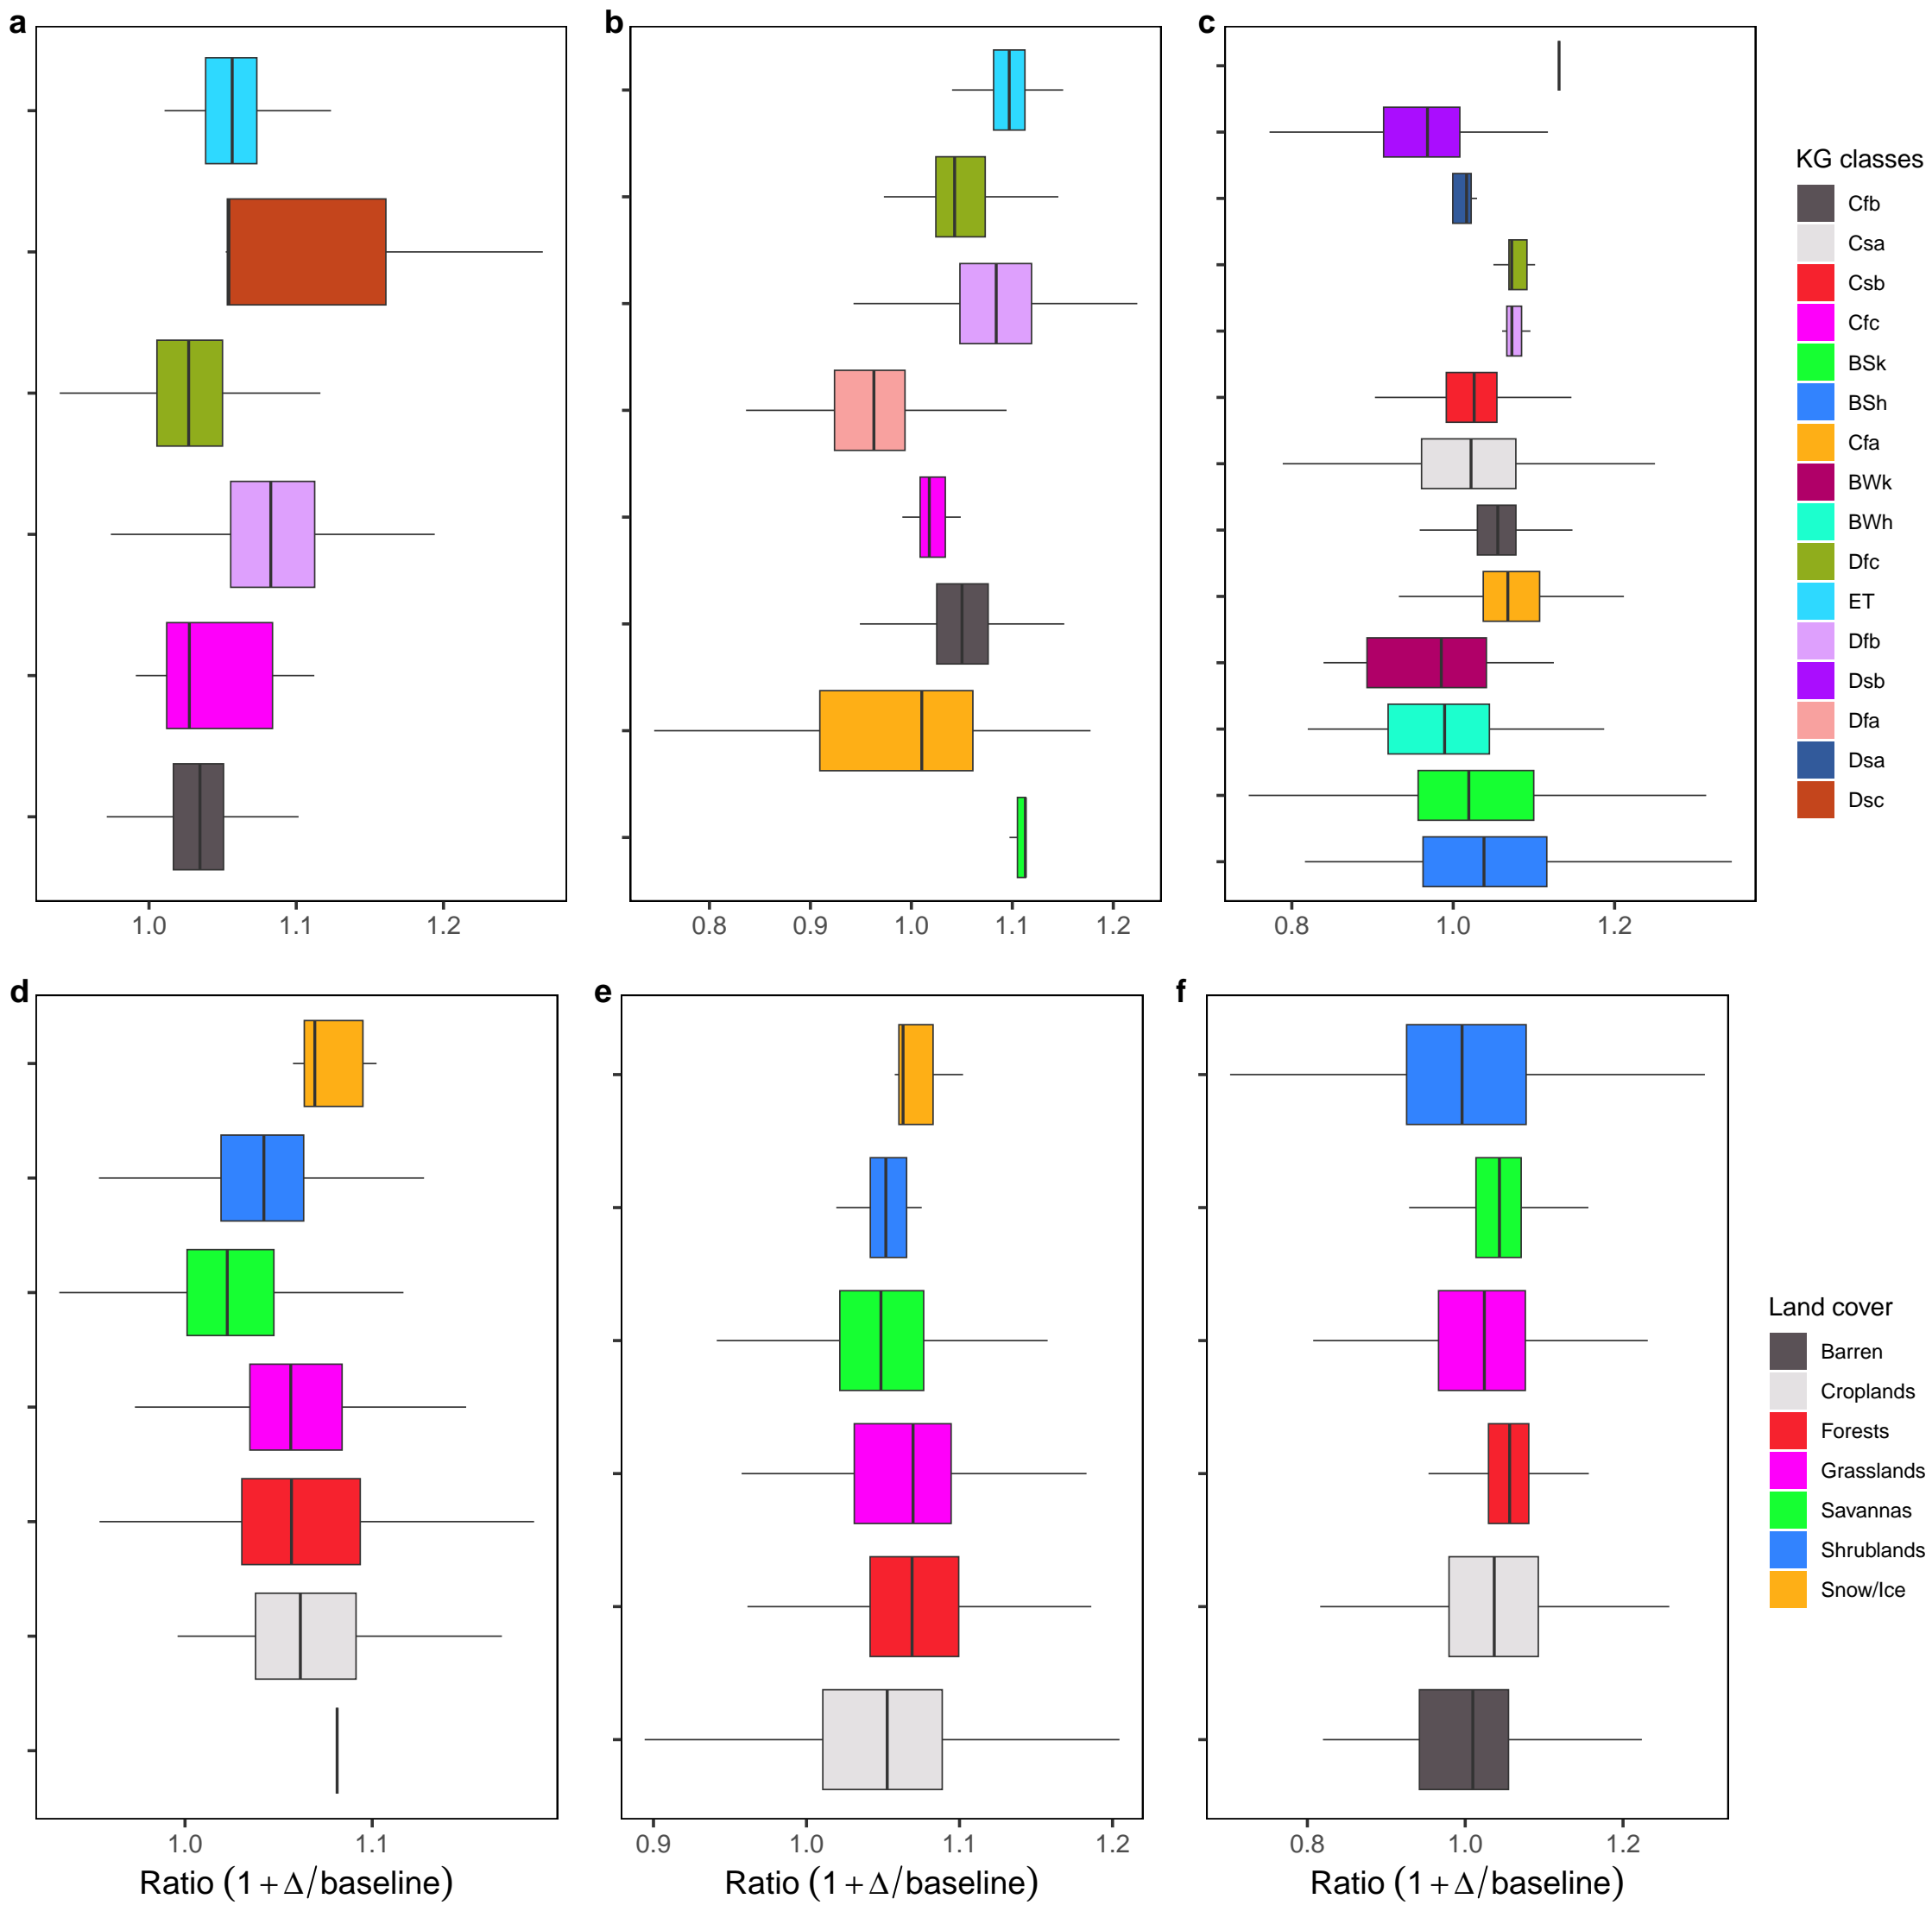 a
b
c
1.0 1.1 1.2
0.8 0.9 1.0 1.1 1.2
0.8 1.0 1.2
KG classes
Cfb
Csa
Csb
Cfc
BSk
BSh
Cfa
BWk
BWh
Dfc
ET
Dfb
Dsb
Dfa
Dsa
Dsc
d
e
f
1.0 1.1
0.9 1.0 1.1 1.2
0.8 1.0 1.2
Ratio (1 + Δ/baseline)
Ratio (1 + Δ/baseline)
Ratio (1 + Δ/baseline)
Land cover
Barren
Croplands
Forests
Grasslands
Savannas
Shrublands
Snow/Ice